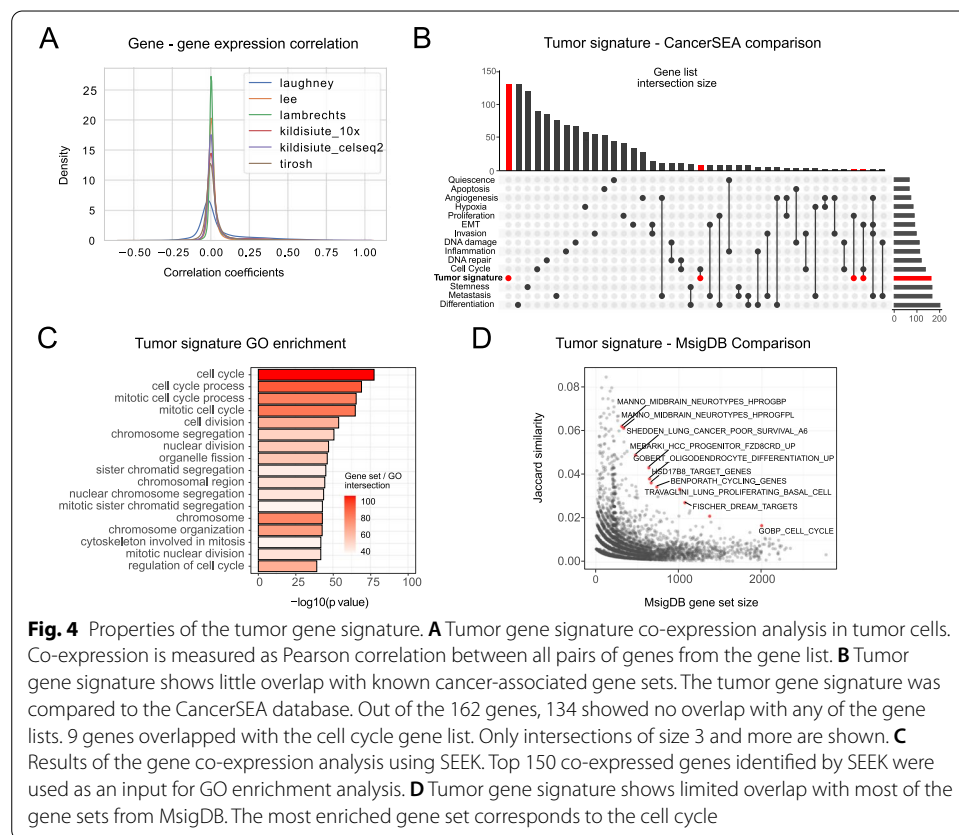 A
Gene - gene expression correlation
25
20
15
10
5
0
Density
laughney
lee
lambrechts
kildisiute_10x
kildisiute_celseq2
tirosh
−0.50 −0.25 0.00 0.25 0.50 0.75 1.00
Correlation coefficients
B
Tumor signature - CancerSEA comparison
Gene list
intersection size
150
100
50
0
Quiescence
Apoptosis
Angiogenesis
Hypoxia
Proliferation
EMT
Invasion
DNA damage
Inflammation
DNA repair
Cell Cycle
Tumor signature
Stemness
Metastasis
Differentiation
0 100 200
C
Tumor signature GO enrichment
cell cycle
cell cycle process
mitotic cell cycle process
mitotic cell cycle
cell division
chromosome segregation
nuclear division
organelle fission
sister chromatid segregation
chromosomal region
nuclear chromosome segregation
mitotic sister chromatid segregation
chromosome
chromosome organization
cytoskeleton involved in mitosis
mitotic nuclear division
regulation of cell cycle
Gene set / GO
intersection
100
80
60
40
0 25 50 75 100
−log10(p value)
D
Tumor signature - MsigDB Comparison
0.08
0.06
0.04
0.02
0.00
Jaccard similarity
MANNO_MIDBRAIN_NEUROTYPES_HPROGBP
MANNO_MIDBRAIN_NEUROTYPES_HPROGFPL
SHEDDEN_LUNG_CANCER_POOR_SURVIVAL_A6
MEBARKI_HCC_PROGENITOR_FZD8CRD_UP
GOBERT_OLIGODENDROCYTE_DIFFERENTIATION_UP
HSD17B8_TARGET_GENES
BENPORATH_CYCLING_GENES
TRAVAGLINI_LUNG_PROLIFERATING_BASAL_CELL
FISCHER_DREAM_TARGETS
GOBP_CELL_CYCLE
0 1000 2000
MsigDB gene set size
Fig. 4 Properties of the tumor gene signature. A Tumor gene signature co-expression analysis in tumor cells.
Co-expression is measured as Pearson correlation between all pairs of genes from the gene list. B Tumor
gene signature shows little overlap with known cancer-associated gene sets. The tumor gene signature was
compared to the CancerSEA database. Out of the 162 genes, 134 showed no overlap with any of the gene
lists. 9 genes overlapped with the cell cycle gene list. Only intersections of size 3 and more are shown. C
Results of the gene co-expression analysis using SEEK. Top 150 co-expressed genes identified by SEEK were
used as an input for GO enrichment analysis. D Tumor gene signature shows limited overlap with most of the
gene sets from MsigDB. The most enriched gene set corresponds to the cell cycle